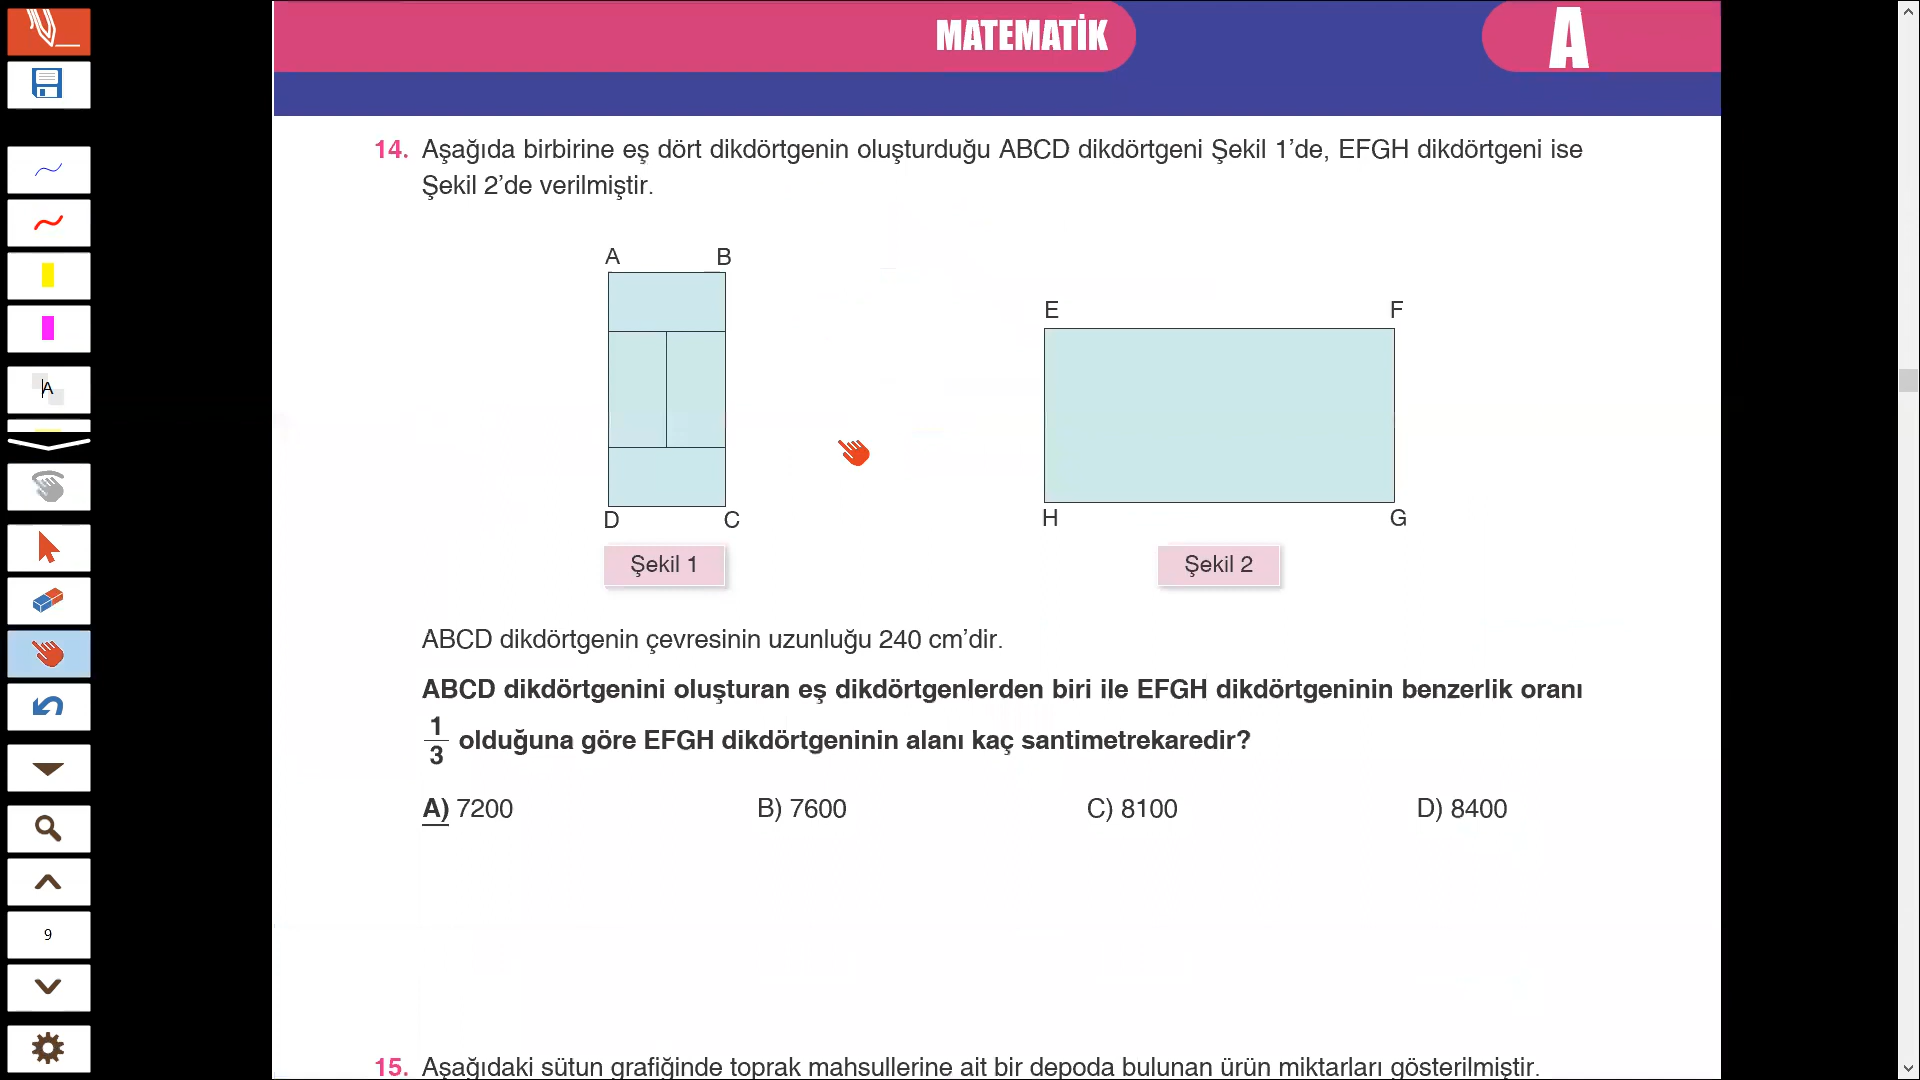 MATEMATİK
A
14. Aşağıda birbirine eş dört dikdörtgenin oluşturduğu ABCD dikdörtgeni Şekil 1’de, EFGH dikdörtgeni ise
Şekil 2’de verilmiştir.
A B
E F
D C
H G
Şekil 1 Şekil 2
ABCD dikdörtgenin çevresinin uzunluğu 240 cm’dir.
ABCD dikdörtgenini oluşturan eş dikdörtgenlerden biri ile EFGH dikdörtgeninin benzerlik oranı
1/3 olduğuna göre EFGH dikdörtgeninin alanı kaç santimetrekaredir?
A) 7200 B) 7600 C) 8100 D) 8400
15. Aşağıdaki sütun grafiğinde toprak mahsullerine ait bir depoda bulunan ürün miktarları gösterilmiştir.
A
9